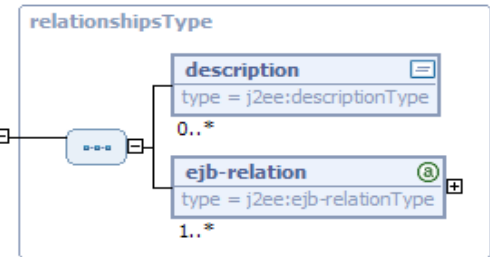 relationshipsType
description
type = j2ee:descriptionType
0..*
ejb-relation
a
type = j2ee:ejb-relationType
1..*